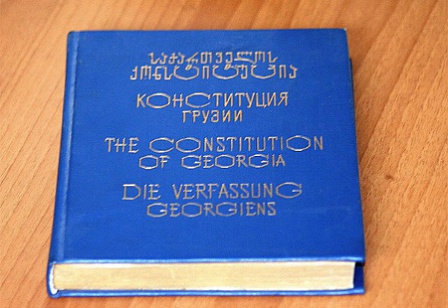 საქართველოს
კონსტიტუცია
КОНСТИТУЦИЯ
ГРУЗИИ
THE CONSTITUTION
OF GEORGIA
DIE VERFASSUNG
GEORGIENS